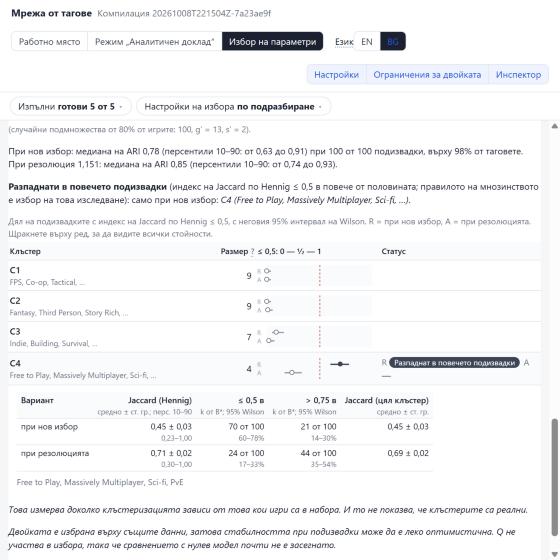 Мрежа от тагове Компилация 20261008T221504Z-7a23ae9f
Работно място Режим „Аналитичен доклад" Избор на параметри Език EN BG
Настройки Ограничения за двойката Инспектор
Изпълни готови 5 от 5 Настройки на избора по подразбиране
(случайни подмножества от 80% от игрите: 100, g' = 13, s' = 2).
При нов избор: медиана на ARI 0,78 (персентили 10–90: от 0,63 до 0,91) при 100 от 100 подизвадки, върху 98% от таговете.
При резолюция 1,151: медиана на ARI 0,85 (персентили 10–90: от 0,74 до 0,93).
Разпаднати в повечето подизвадки (индекс на Jaccard по Hennig ≤ 0,5 в повече от половината; правилото на мнозинството
е избор на това изследване): само при нов избор: C4 (Free to Play, Massively Multiplayer, Sci-fi, ...).
Дял на подизвадките с индекс на Jaccard по Hennig ≤ 0,5, с неговия 95% интервал на Wilson. R = при нов избор, A = при резолюцията.
Щракнете върху ред, за да видите всички стойности.
Клъстер Размер ? ≤ 0,5: 0 — ½ — 1 Статус
C1
FPS, Co-op, Tactical, ...
9 R A
C2
Fantasy, Third Person, Story Rich, ...
9 R A
C3
Indie, Building, Survival, ...
7 R A
C4
Free to Play, Massively Multiplayer, Sci-fi, ...
4 R A R Разпаднат в повечето подизвадки A
—
Вариант Jaccard (Hennig) ≤ 0,5 в > 0,75 в Jaccard (цял клъстер)
средно ± ст. гр.; перс. 10–90 k от B*; 95% Wilson k от B*; 95% Wilson средно ± ст. гр.
при нов избор 0,45 ± 0,03 70 от 100 21 от 100 0,45 ± 0,03
0,23–1,00 60–78% 14–30%
при резолюцията 0,71 ± 0,02 24 от 100 44 от 100 0,69 ± 0,02
0,30–1,00 17–33% 35–54%
Free to Play, Massively Multiplayer, Sci-fi, PvE
Това измерва доколко клъстеризацията зависи от това кои игри са в набора. И то не показва, че клъстерите са реални.
Двойката е избрана върху същите данни, затова стабилността при подизвадки може да е леко оптимистична. Q не
участва в избора, така че сравнението с нулев модел почти не е засегнато.